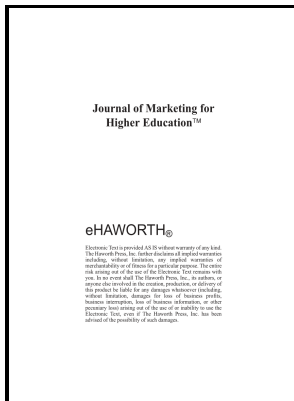 Journal of Marketing for
Higher Education™
eHAWORTH®
Electronic Text is provided AS IS without warranty of any kind.
The Haworth Press, Inc. further disclaims all implied warranties
including, without limitation, any implied warranties of
merchantability or of fitness for a particular purpose. The entire
risk arising out of the use of the Electronic Text remains with
you. In no event shall The Haworth Press, Inc., its authors, or
anyone else involved in the creation, production, or delivery of
this product be liable for any damages whatsoever (including,
without limitation, damages for loss of business profits,
business interruption, loss of business information, or other
pecuniary loss) arising out of the use of or inability to use the
Electronic Text, even if The Haworth Press, Inc. has been
advised of the possibility of such damages.